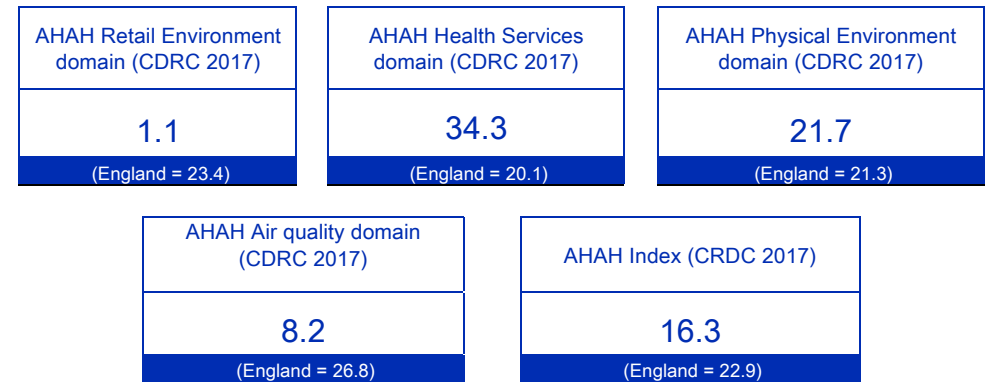 AHAH Retail Environment
domain (CDRC 2017)
1.1
(England = 23.4)
AHAH Health Services
domain (CDRC 2017)
34.3
(England = 20.1)
AHAH Physical Environment
domain (CDRC 2017)
21.7
(England = 21.3)
AHAH Air quality domain
(CDRC 2017)
8.2
(England = 26.8)
AHAH Index (CRDC 2017)
16.3
(England = 22.9)